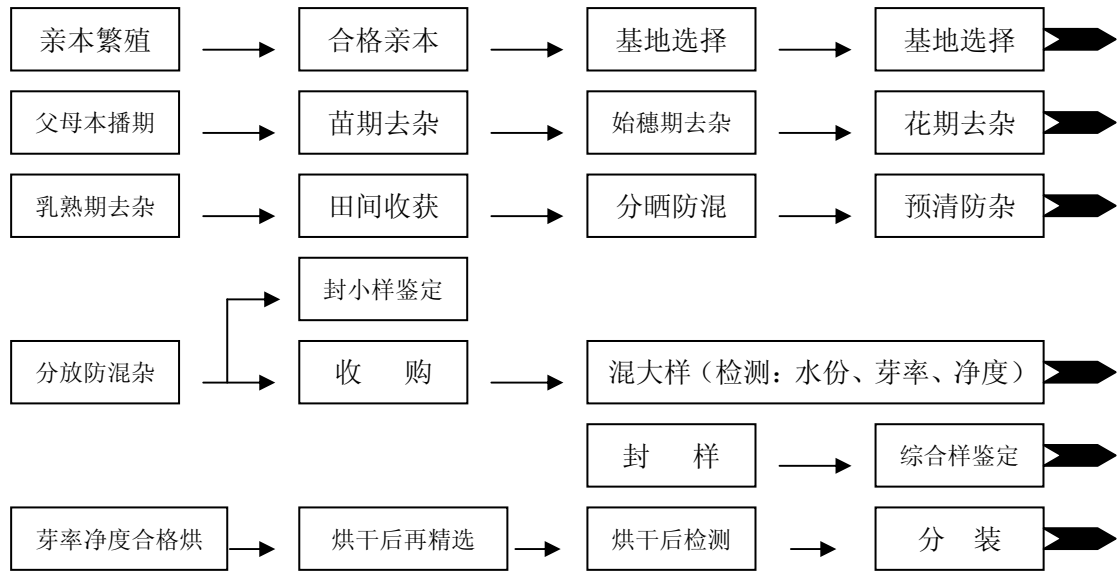 亲本繁殖 合格亲本 基地选择 基地选择
父母本播期 苗期去杂 始穗期去杂 花期去杂
乳熟期去杂 田间收获 分晒防混 预清防杂
封小样鉴定
分放防混杂 收 购 混大样（检测：水份、芽率、净度）
封 样 综合样鉴定
芽率净度合格烘 烘干后再精选 烘干后检测 分 装